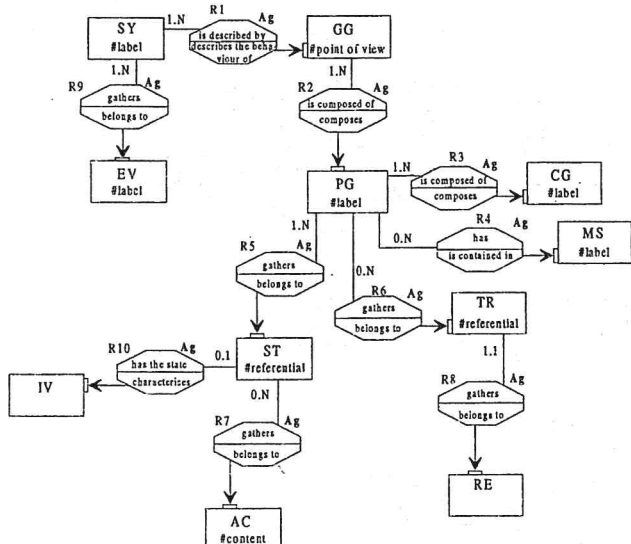 R1
SY
#label
1.N
Ag
is described by
describes the beha-
viour of
GG
#point of view
1.N
R9
Ag
gathers
belongs to
1.N
R2
Ag
is composed of
composes
EV
#label
PG
#label
1.N
R3
Ag
is composed of
composes
CG
#label
R4
Ag
0.N
has
is contained in
MS
#label
1.N
R5
Ag
gathers
belongs to
0.N
R6
Ag
gathers
belongs to
TR
#referential
R10
Ag
has the state
characterizes
0.1
ST
#referential
IV
1.1
R8
Ag
gathers
belongs to
0.N
R7
Ag
gathers
belongs to
RE
AC
#content